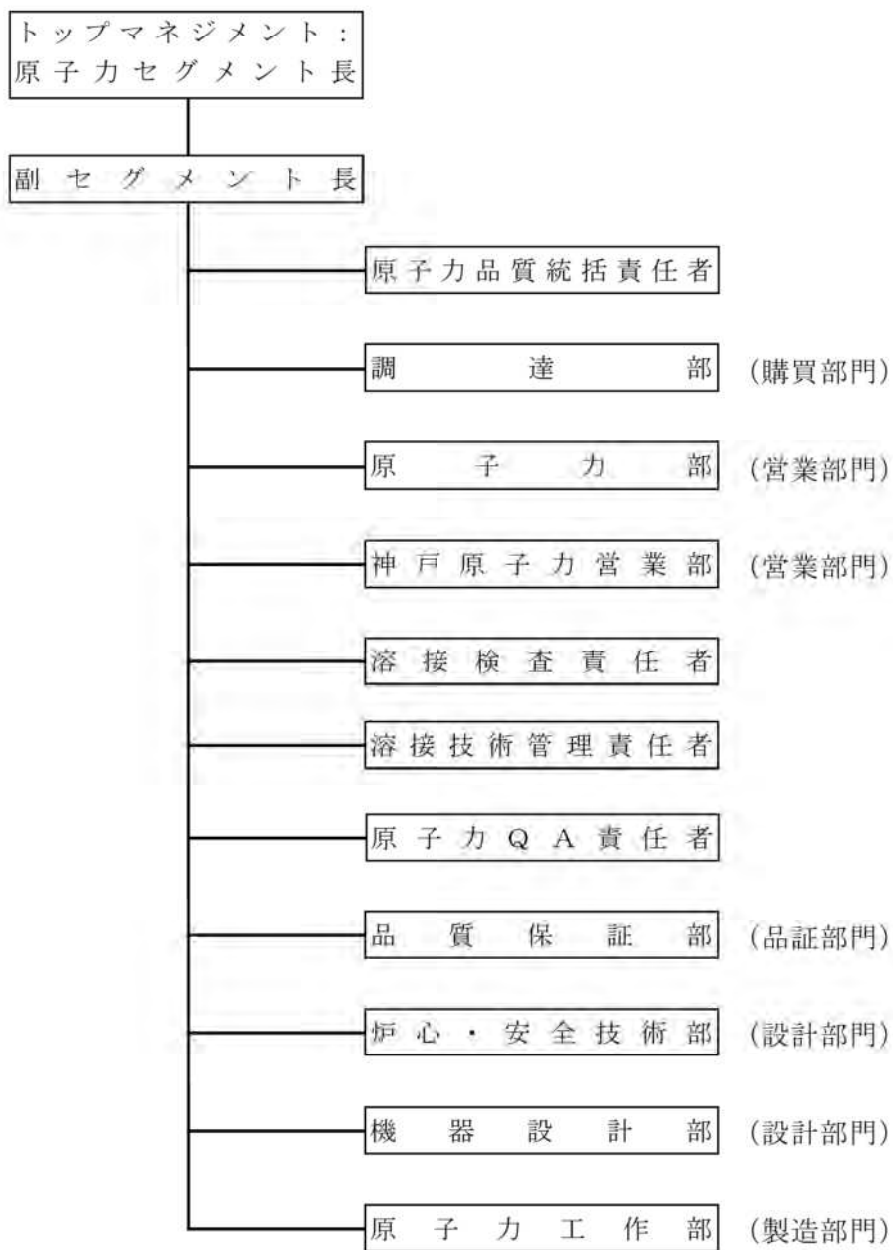 トップマネジメント：
原子力セグメント長
副セグメント長
原子力品質統括責任者
調達部 (購買部門)
原子力部 (営業部門)
神戸原子力営業部 (営業部門)
溶接検査責任者
溶接技術管理責任者
原子力QA責任者
品質保証部 (品証部門)
炉心・安全技術部 (設計部門)
機器設計部 (設計部門)
原子力工作部 (製造部門)